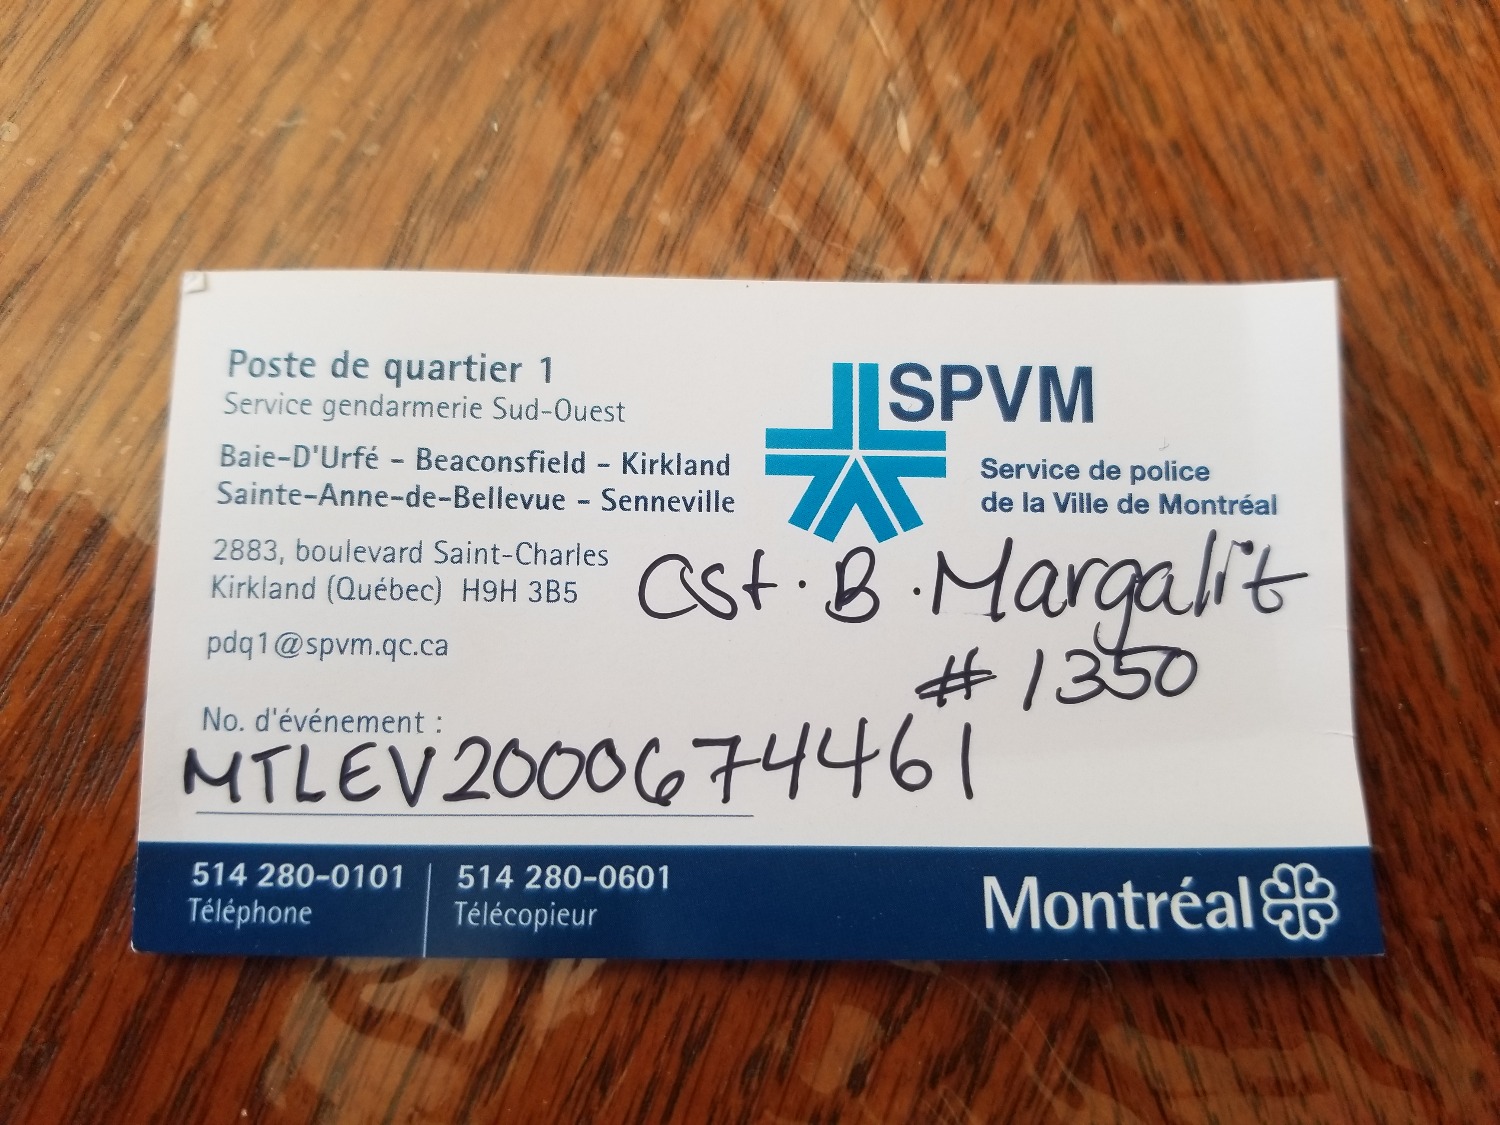 Poste de quartier 1
Service gendarmerie Sud-Ouest
Baie-D'Urfé - Beaconsfield - Kirkland
Sainte-Anne-de-Bellevue - Senneville
2883, boulevard Saint-Charles
Kirkland (Québec) H9H 3B5
pdq1@spvm.qc.ca
SPVM
Service de police
de la Ville de Montréal
Cst. B. Margalit
# 1350
No. d'événement :
MTLEV2000674461
514 280-0101
Téléphone
514 280-0601
Télécopieur
Montréal